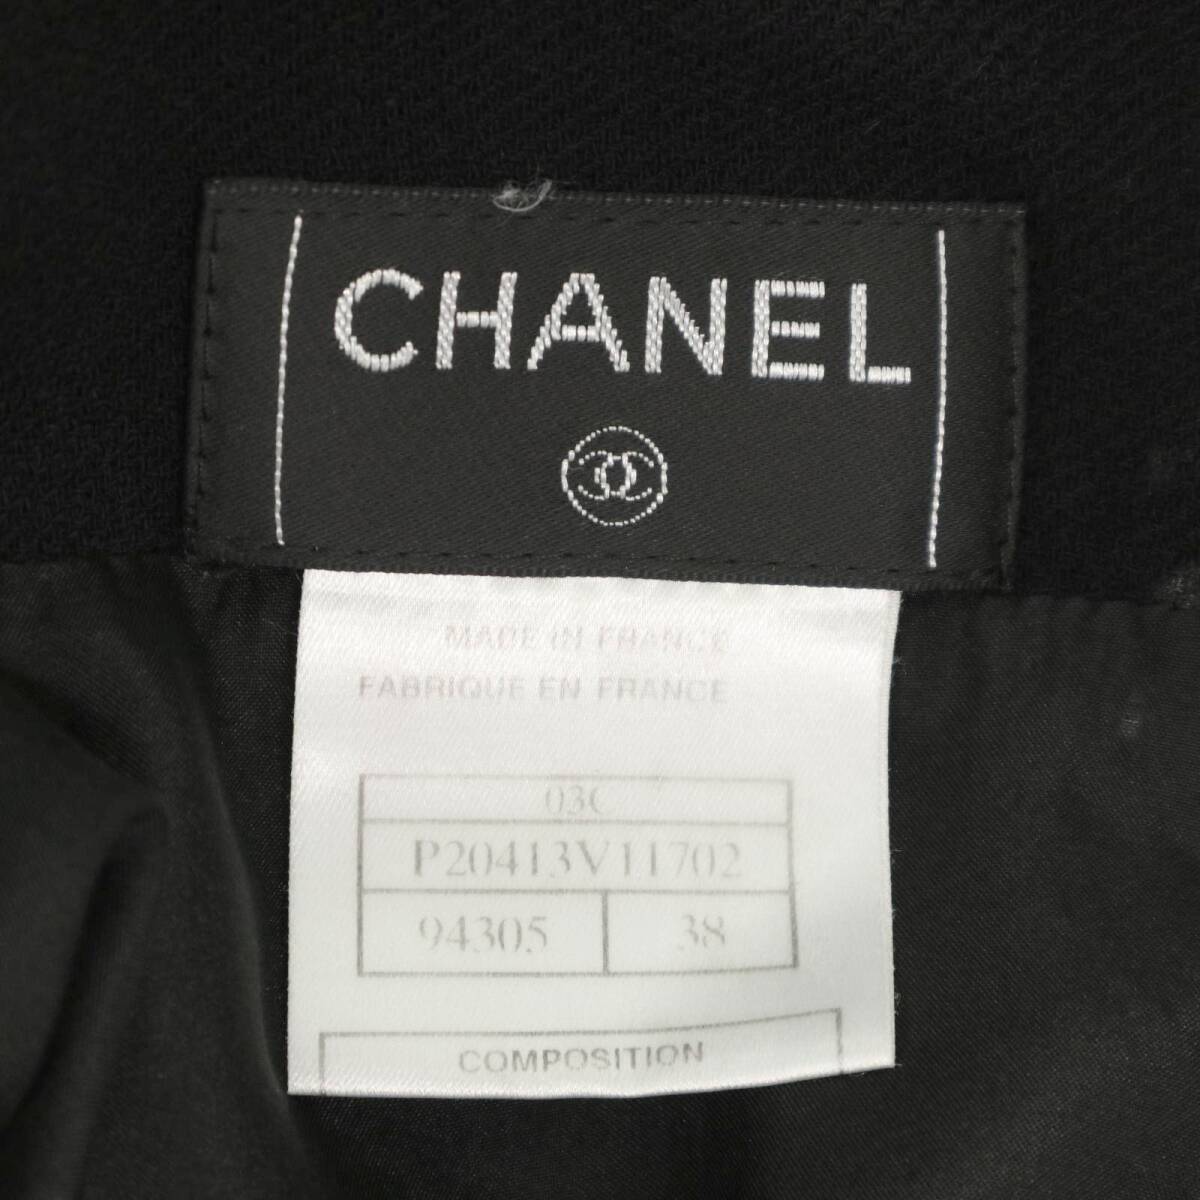 CHANEL
MADE IN FRANCE
FABRIQUE EN FRANCE
03C
P20413V11702
94305 38
COMPOSITION